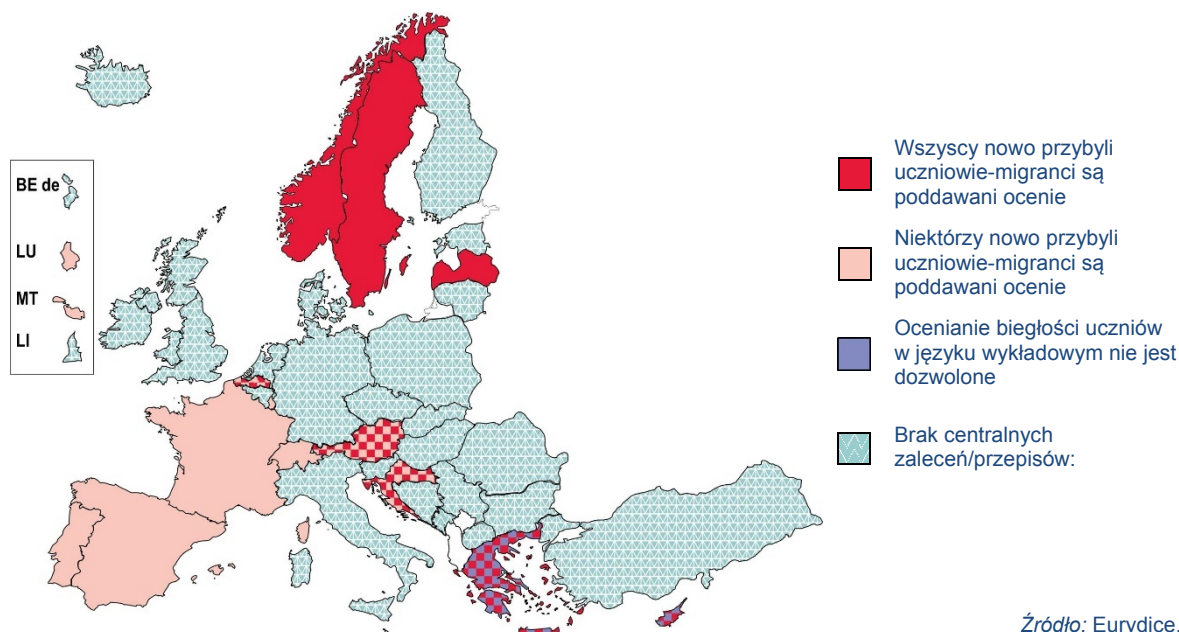 BE de
LU
MT
LI
Wszyscy nowo przybyli
uczniowie-migranci są
poddawani ocenie
Niektórzy nowo przybyli
uczniowie-migranci są
poddawani ocenie
Ocenianie biegłości uczniów
w języku wykładowym nie jest
dozwolone
Brak centralnych
zaleceń/przepisów:
Źródło: Eurydice.